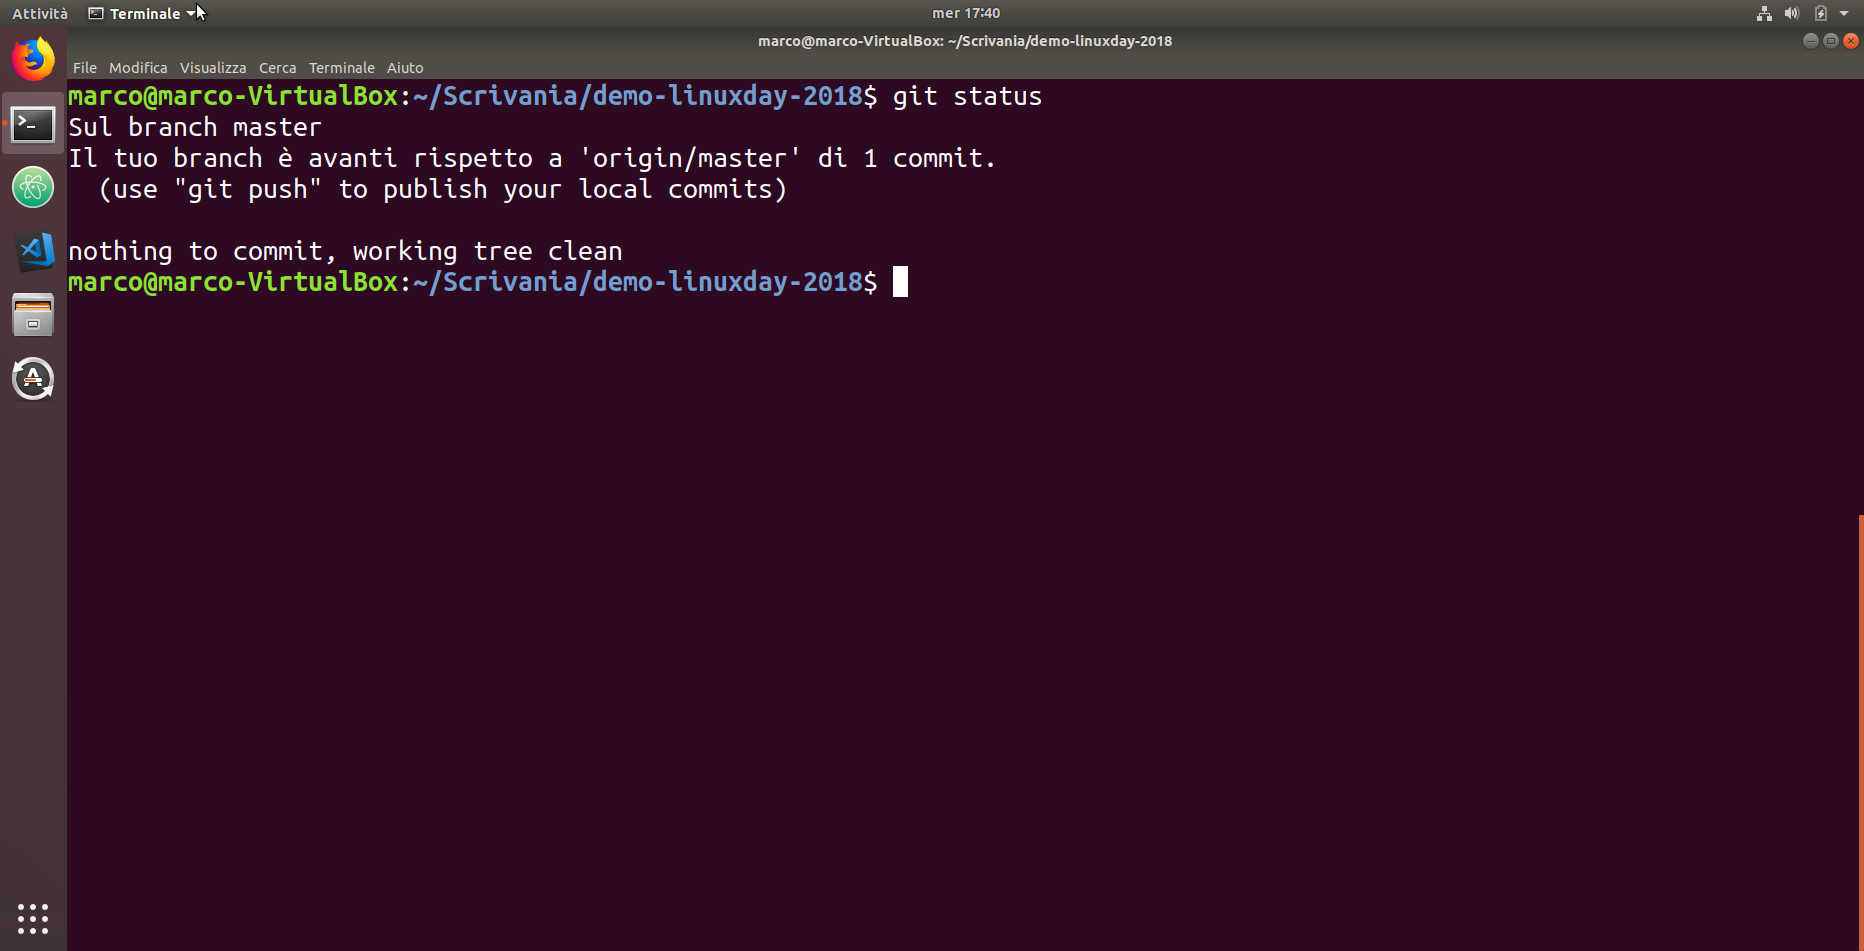 Attività Terminale mer 17:40
marco@marco-VirtualBox: ~/Scrivania/demo-linuxday-2018
File Modifica Visualizza Cerca Terminale Aiuto
marco@marco-VirtualBox:~/Scrivania/demo-linuxday-2018$ git status
Sul branch master
Il tuo branch è avanti rispetto a 'origin/master' di 1 commit.
  (use "git push" to publish your local commits)

nothing to commit, working tree clean
marco@marco-VirtualBox:~/Scrivania/demo-linuxday-2018$